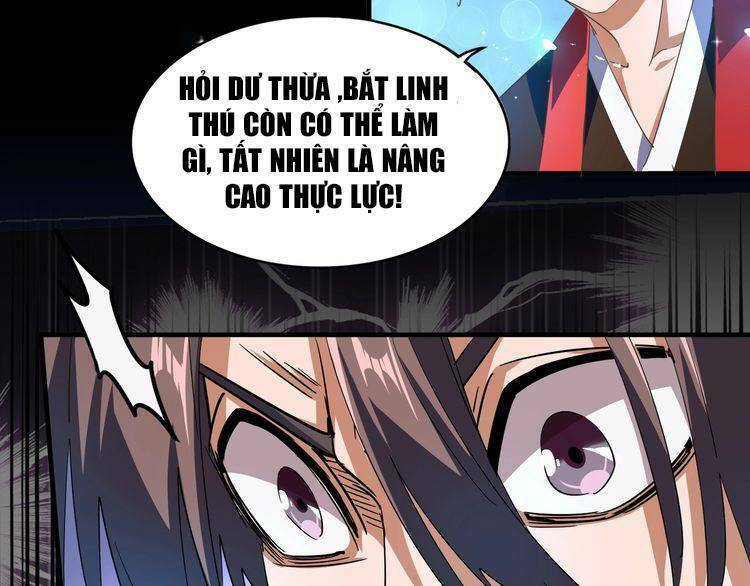 HỎI DƯ THỪA ,BẮT LINH
THÚ CÒN CÓ THỂ LÀM
GÌ, TẤT NHIÊN LÀ NÂNG
CAO THỰC LỰC!